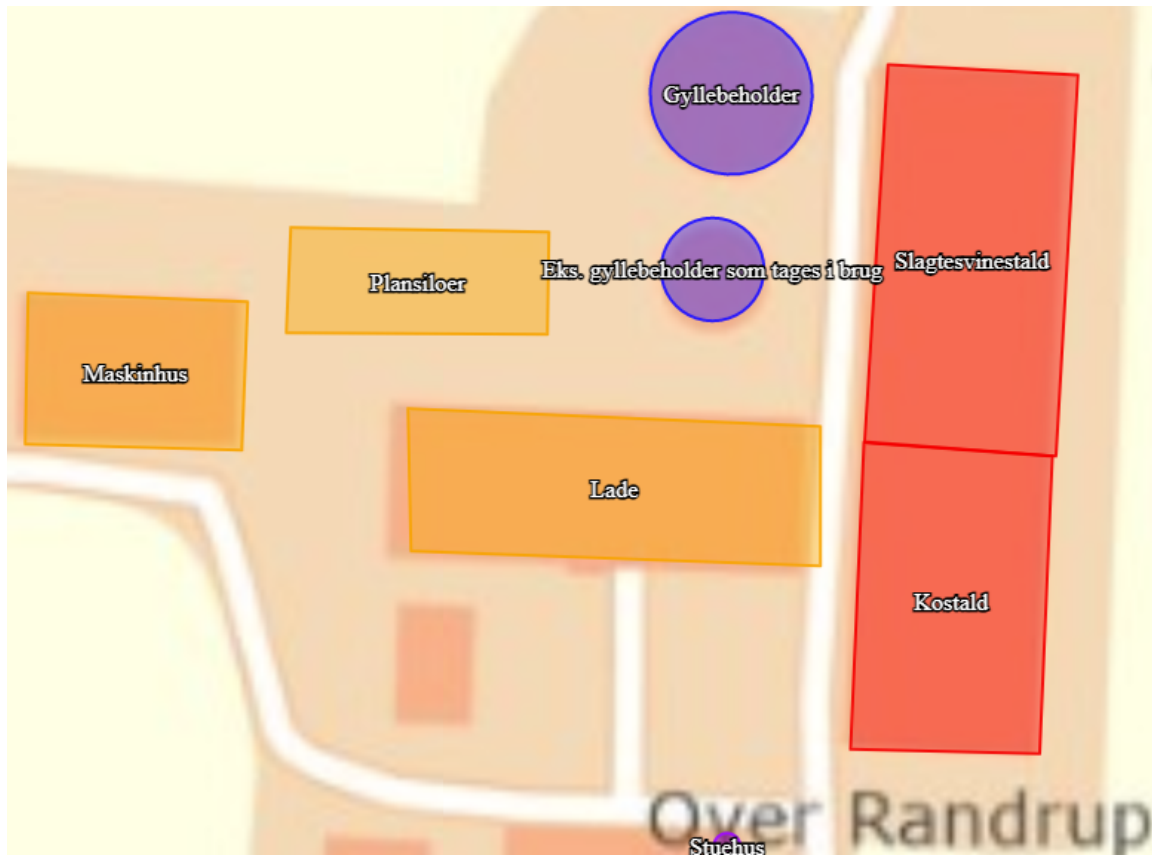 Gyllebeholder
Slagtesvinestald
Eks. gyllebeholder som tages i brug
Plansiloer
Maskinhus
Lade
Kostald
Over Randrup
Stuehus